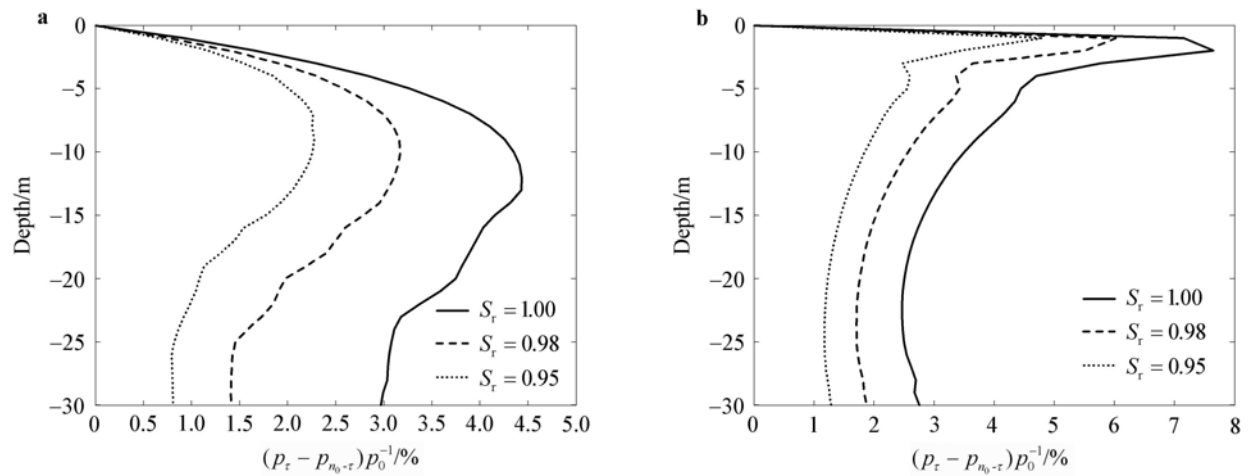 a
0
−5
−10
−15
−20
−25
−30
Depth/m
0 0.5 1.0 1.5 2.0 2.5 3.0 3.5 4.0 4.5 5.0
(p_τ − p_{n_0-τ}) p_0^{−1}/%
S_r = 1.00
S_r = 0.98
S_r = 0.95
b
0
−5
−10
−15
−20
−25
−30
Depth/m
0 1 2 3 4 5 6 7 8
(p_τ − p_{n_0-τ}) p_0^{−1}/%
S_r = 1.00
S_r = 0.98
S_r = 0.95